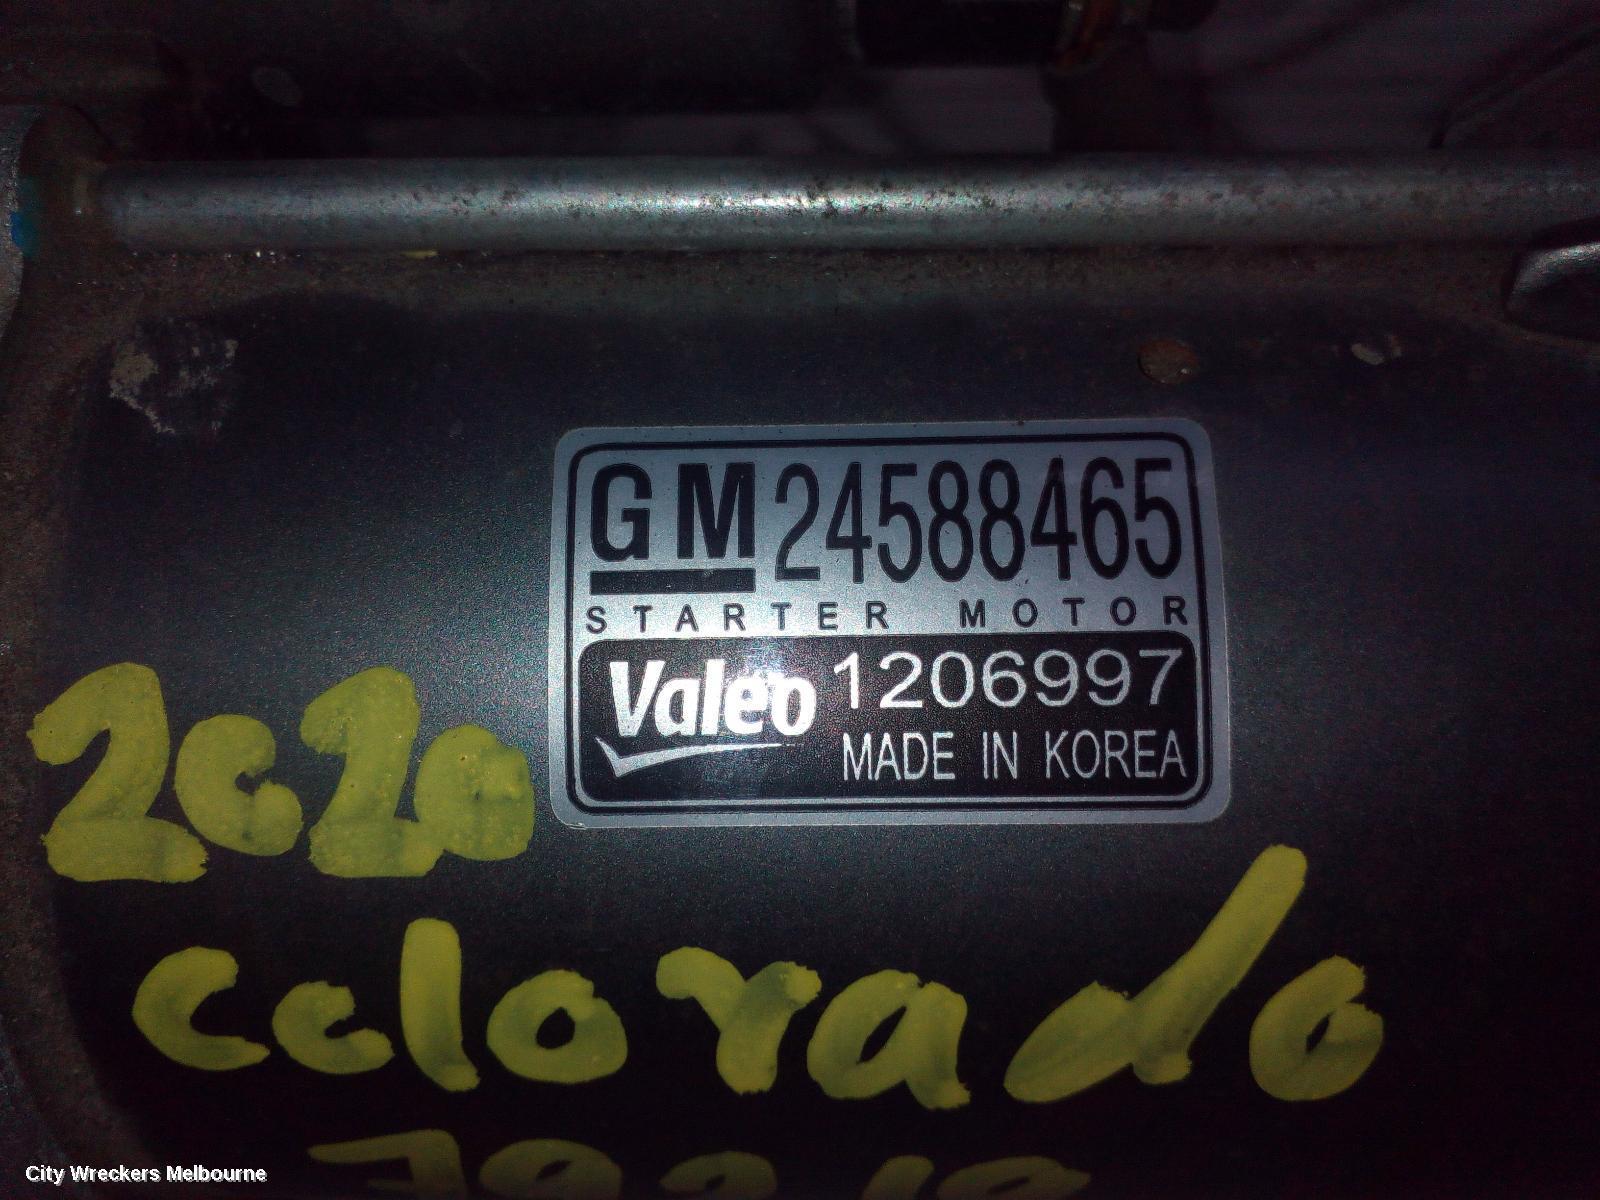 GM 24588465
STARTER MOTOR
Valeo 1206997
MADE IN KOREA
2020
Colorado
City Wreckers Melbourne